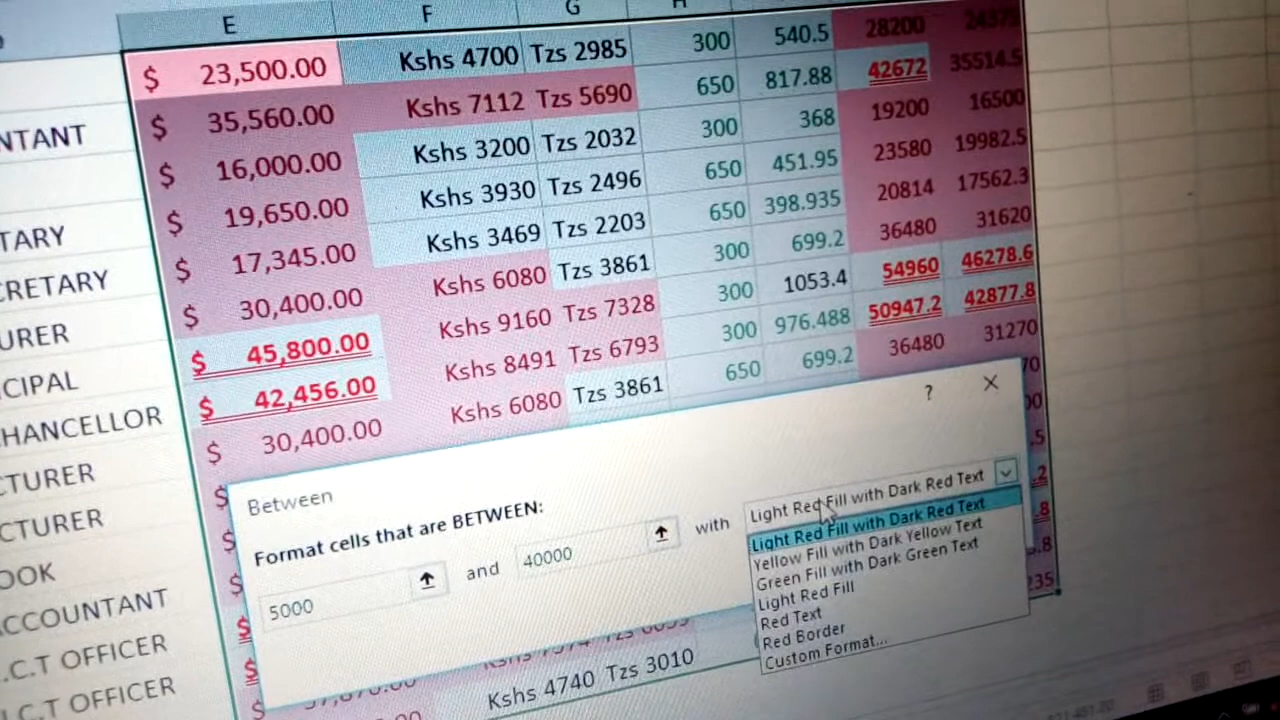 E F G H
$ 23,500.00 Kshs 4700 Tzs 2985 300 540.5 28200 24375
NTANT $ 35,560.00 Kshs 7112 Tzs 5690 650 817.88 42672 35514.5
$ 16,000.00 Kshs 3200 Tzs 2032 300 368 19200 16500
TARY $ 19,650.00 Kshs 3930 Tzs 2496 650 451.95 23580 19982.5
CRETARY $ 17,345.00 Kshs 3469 Tzs 2203 650 398.935 20814 17562.3
URER $ 30,400.00 Kshs 6080 Tzs 3861 300 699.2 36480 31620
CIPAL $ 45,800.00 Kshs 9160 Tzs 7328 300 1053.4 54960 46278.6
HANCELLOR $ 42,456.00 Kshs 8491 Tzs 6793 300 976.488 50947.2 42877.8
CTURER $ 30,400.00 Kshs 6080 Tzs 3861 650 699.2 36480 31270
CTURER $
OOK $
ACCOUNTANT $
.C.T OFFICER $
I.C.T OFFICER $ Kshs 4740 Tzs 3010
Between ? ×
Format cells that are BETWEEN:
5000 and 40000 with Light Red Fill with Dark Red Text
Light Red Fill with Dark Red Text
Yellow Fill with Dark Yellow Text
Green Fill with Dark Green Text
Light Red Fill
Red Text
Red Border
Custom Format...